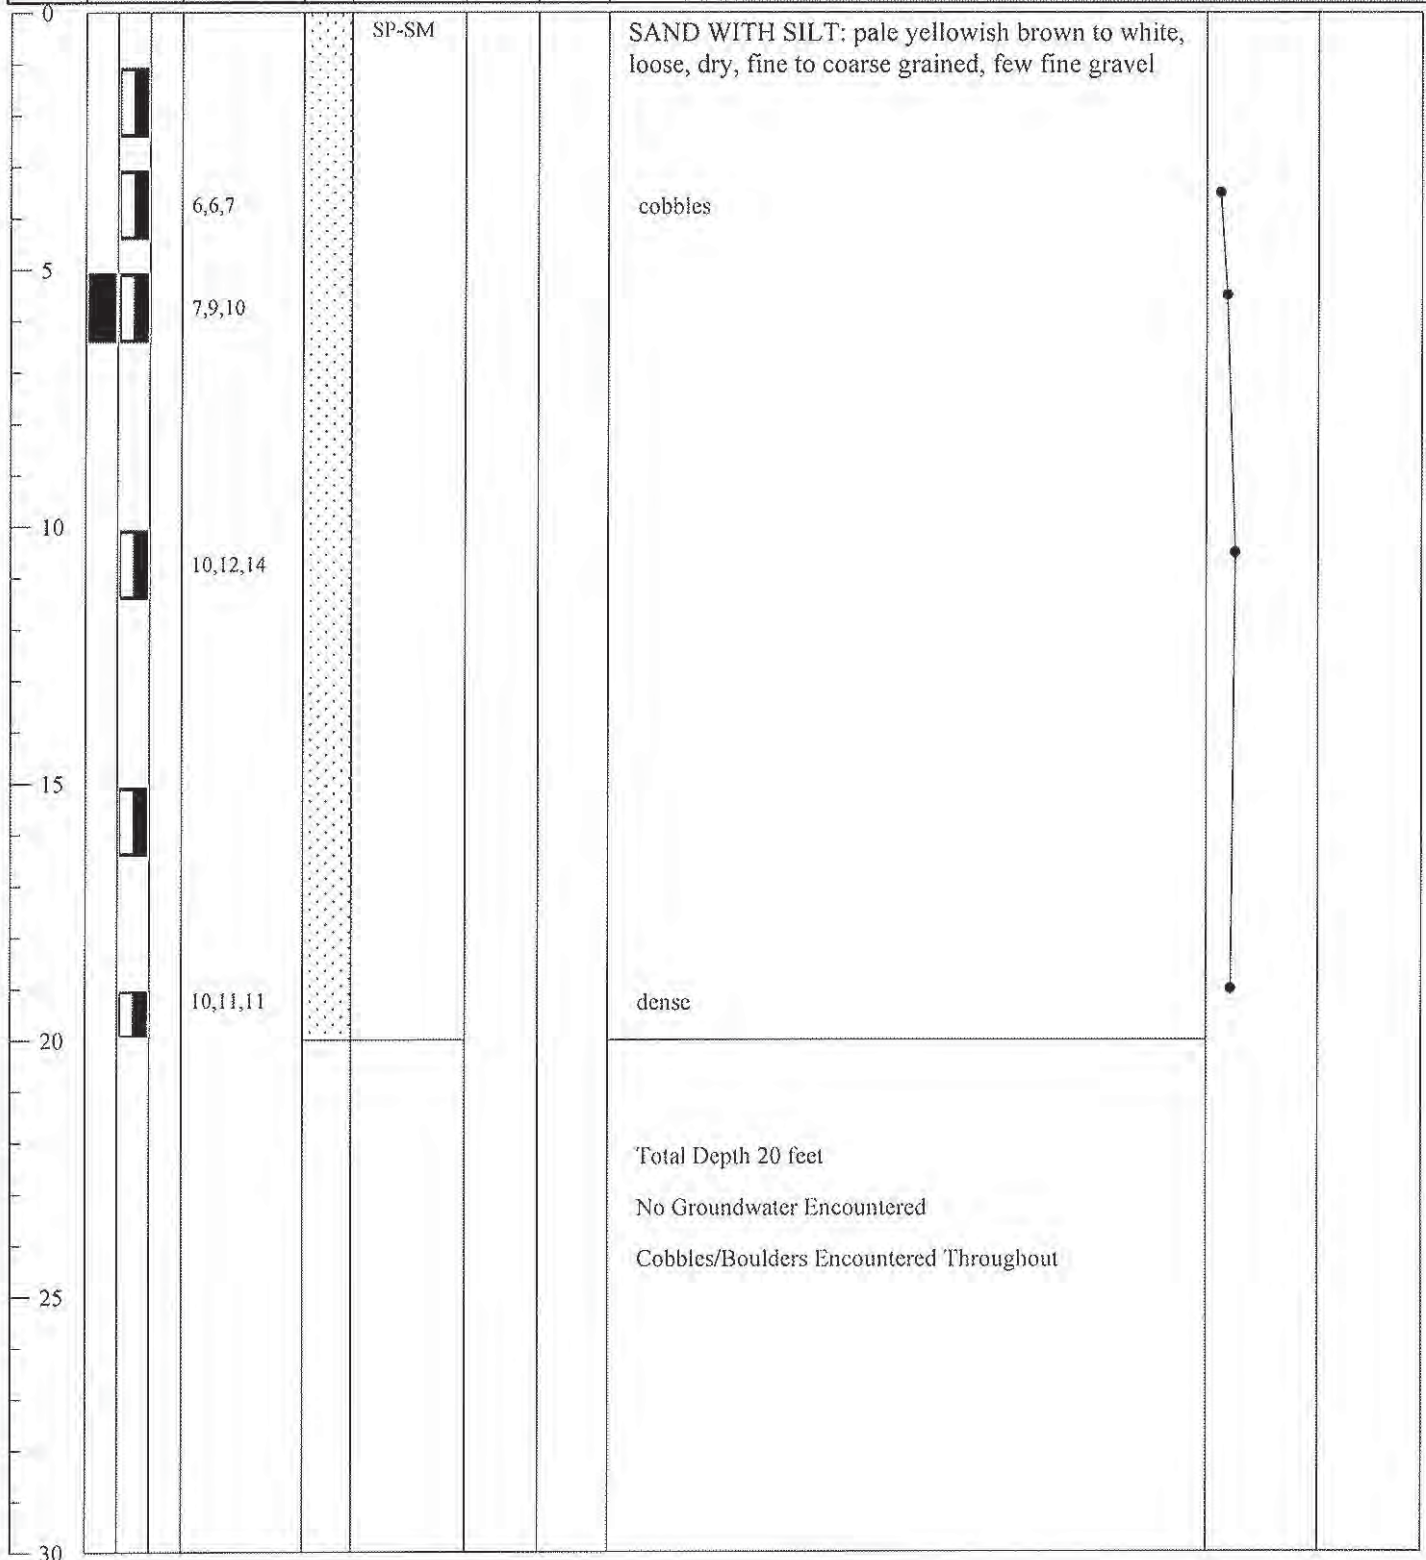 0
SP-SM
SAND WITH SILT: pale yellowish brown to white,
loose, dry, fine to coarse grained, few fine gravel
6,6,7
cobbles
5
7,9,10
10
10,12,14
15
10,11,11
dense
20
Total Depth 20 feet
No Groundwater Encountered
Cobbles/Boulders Encountered Throughout
25
30